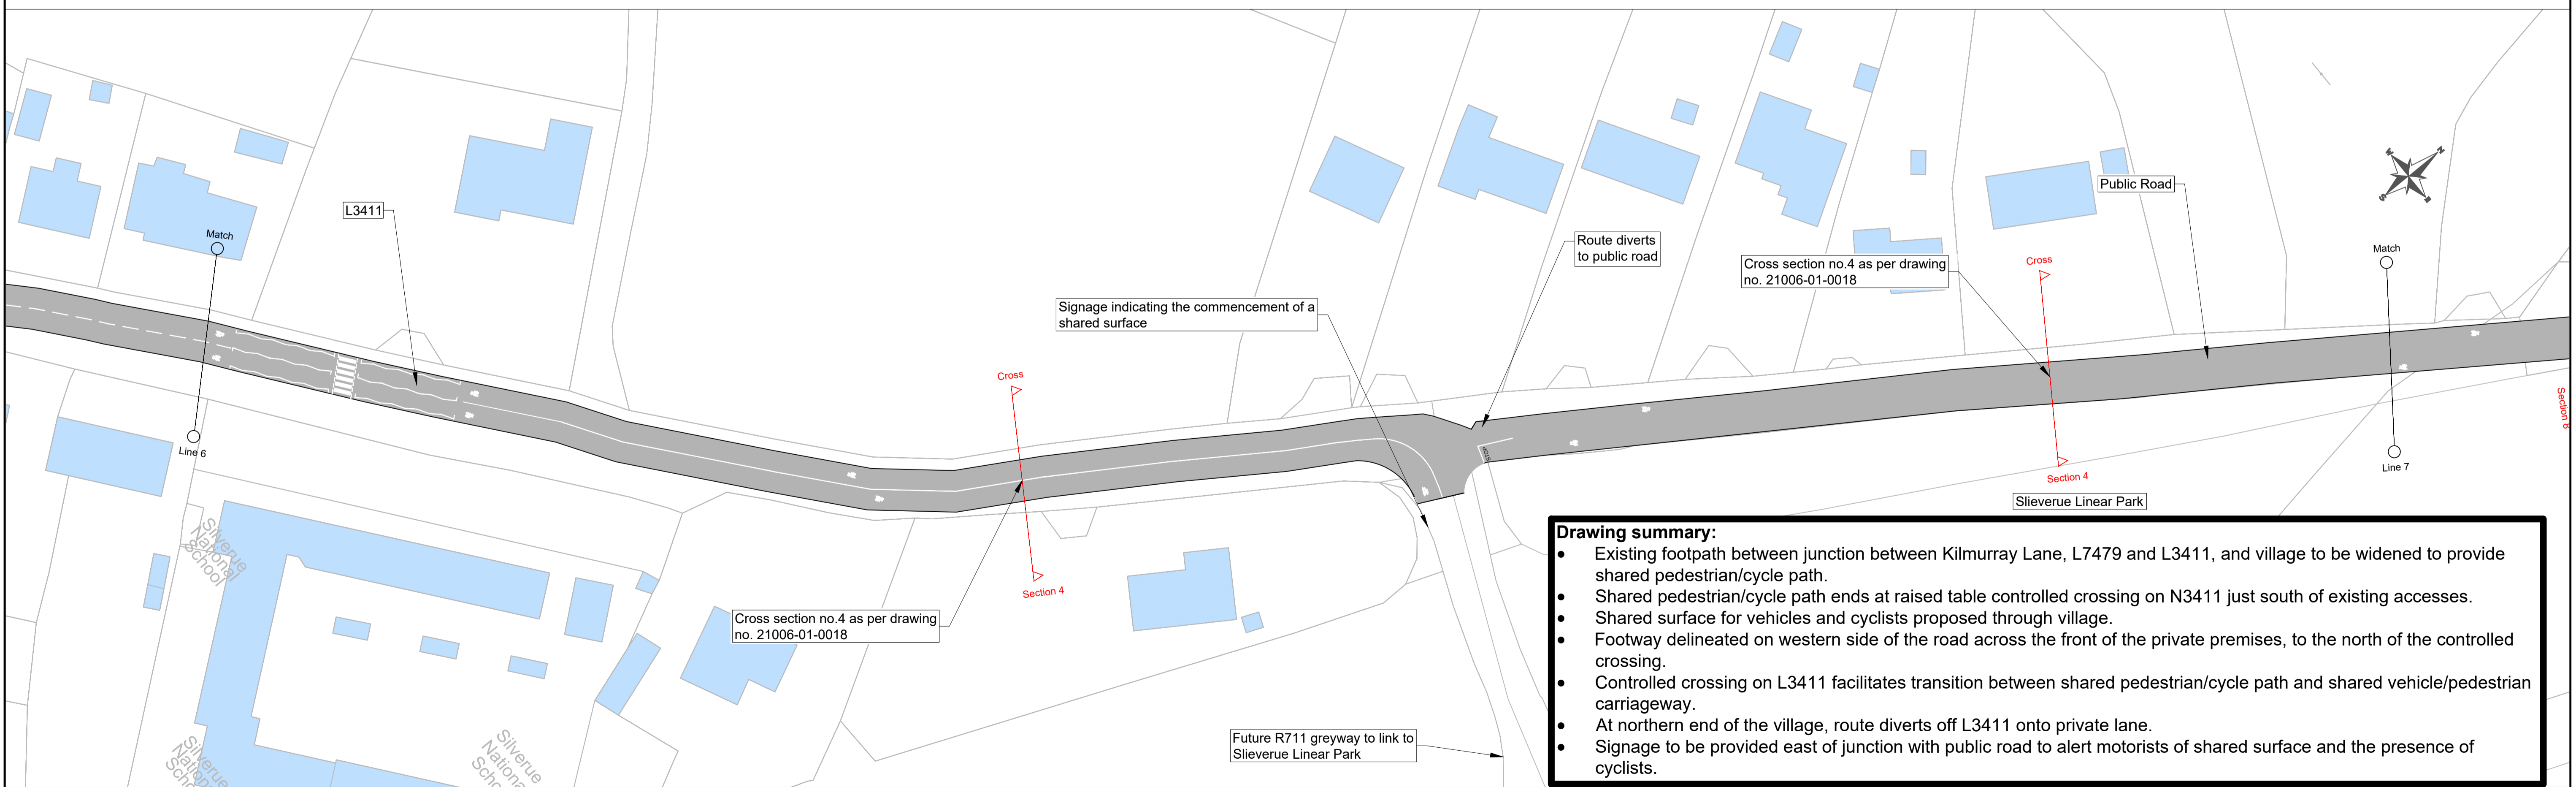 Match
Line 6
L3411
Silverue
National
School
Silverue
National
Silverue
National
Cross
Section 4
Cross section no.4 as per drawing
no. 21006-01-0018
Signage indicating the commencement of a
shared surface
Route diverts
to public road
STOP
Future R711 greyway to link to
Slieverue Linear Park
Cross section no.4 as per drawing
no. 21006-01-0018
Cross
Section 4
Public Road
Slieverue Linear Park
N
N
S
E
Match
Line 7
Section 8
Drawing summary:
● Existing footpath between junction between Kilmurray Lane, L7479 and L3411, and village to be widened to provide
shared pedestrian/cycle path.
● Shared pedestrian/cycle path ends at raised table controlled crossing on N3411 just south of existing accesses.
● Shared surface for vehicles and cyclists proposed through village.
● Footway delineated on western side of the road across the front of the private premises, to the north of the controlled
crossing.
● Controlled crossing on L3411 facilitates transition between shared pedestrian/cycle path and shared vehicle/pedestrian
carriageway.
● At northern end of the village, route diverts off L3411 onto private lane.
● Signage to be provided east of junction with public road to alert motorists of shared surface and the presence of
cyclists.